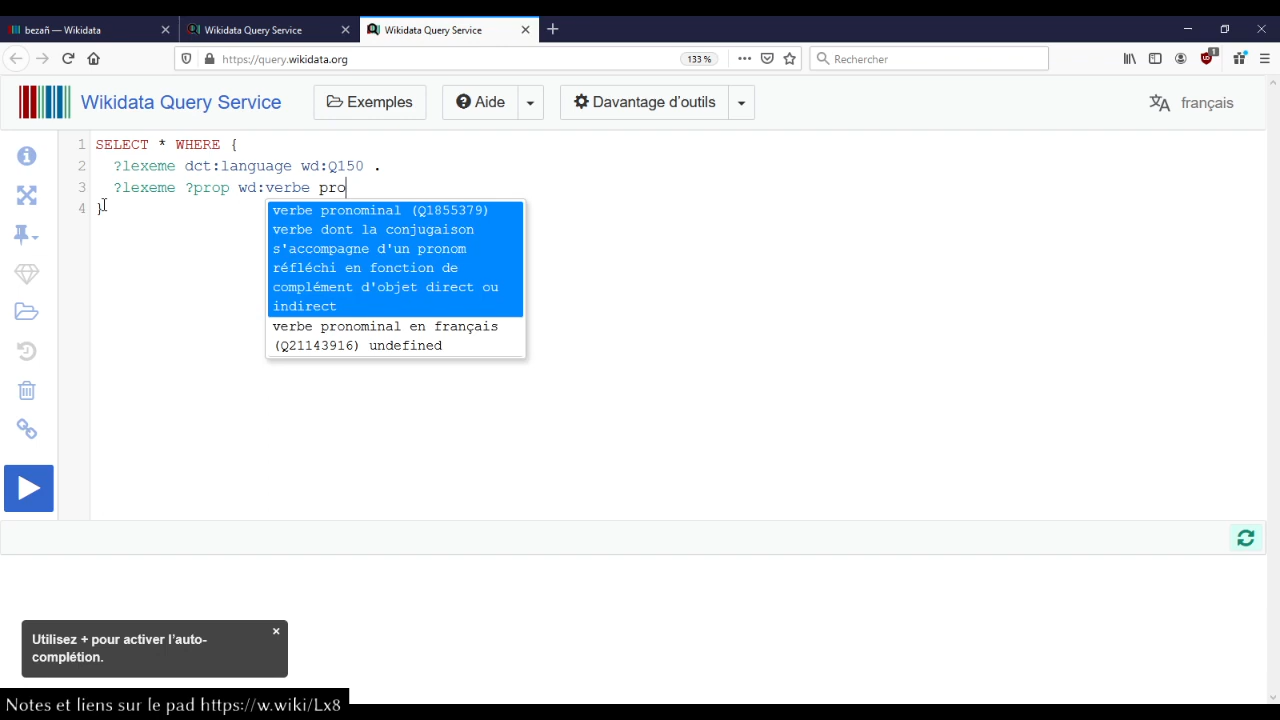 bezañ — Wikidata
Wikidata Query Service
Wikidata Query Service
https://query.wikidata.org
133 %
Rechercher
1
Wikidata Query Service
Exemples
Aide
Davantage d'outils
français
1 SELECT * WHERE {
2 ?lexeme dct:language wd:Q150 .
3 ?lexeme ?prop wd:verbe pro
4 }
verbe pronominal (Q1855379)
verbe dont la conjugaison
s'accompagne d'un pronom
réfléchi en fonction de
complément d'objet direct ou
indirect
verbe pronominal en français
(Q21143916) undefined
Utilisez + pour activer l'auto-
complétion.
Notes et liens sur le pad https://w.wiki/Lx8